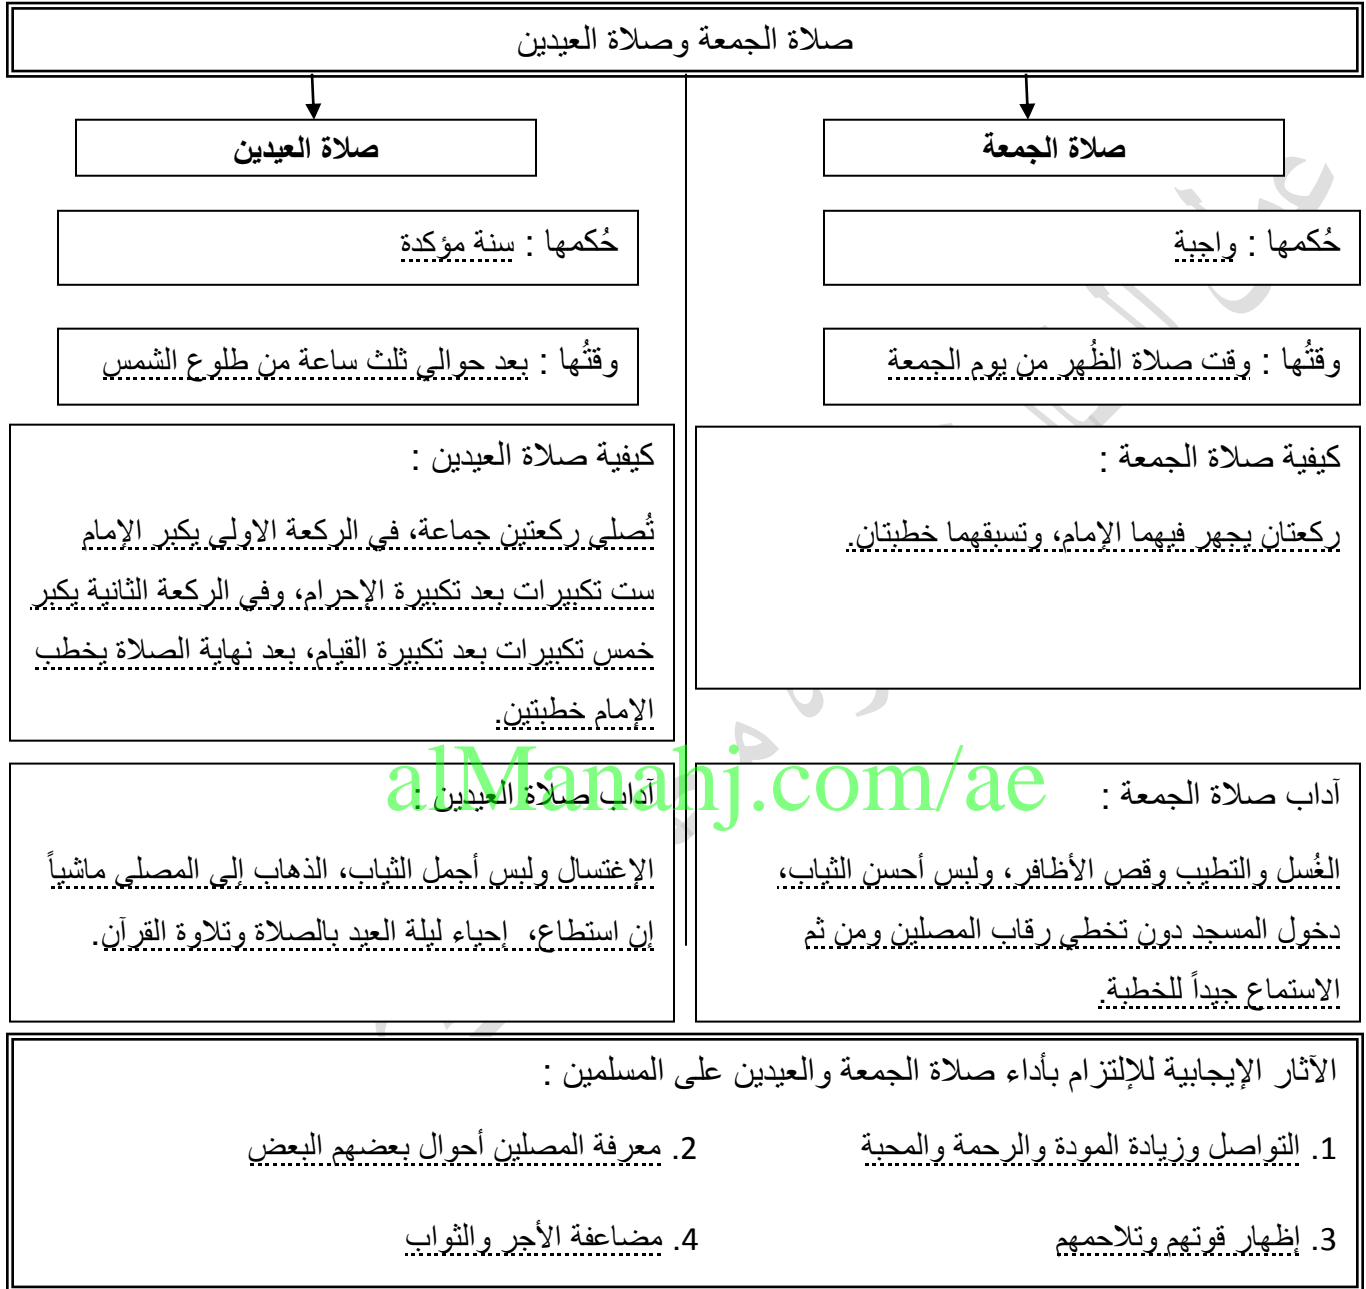 صلاة الجمعة وصلاة العيدين
صلاة الجمعة
حُكمها : واجبة
وقتُها : وقت صلاة الظُهر من يوم الجمعة
كيفية صلاة الجمعة :
ركعتان يجهر فيهما الإمام، وتسبقهما خطبتان.
آداب صلاة الجمعة :
الغُسل والتطيب وقص الأظافر، ولبس أحسن الثياب،
دخول المسجد دون تخطي رقاب المصلين ومن ثم
الاستماع جيداً للخطبة.
صلاة العيدين
حُكمها : سنة مؤكدة
وقتُها : بعد حوالي ثلث ساعة من طلوع الشمس
كيفية صلاة العيدين :
تُصلى ركعتين جماعة، في الركعة الاولى يكبر الإمام
ست تكبيرات بعد تكبيرة الإحرام، وفي الركعة الثانية يكبر
خمس تكبيرات بعد تكبيرة القيام، بعد نهاية الصلاة يخطب
الإمام خطبتين.
آداب صلاة العيدين :
الإغتسال ولبس أجمل الثياب، الذهاب إلى المصلى ماشياً
إن استطاع، إحياء ليلة العيد بالصلاة وتلاوة القرآن.
alManahj.com/ae
الآثار الإيجابية للإلتزام بأداء صلاة الجمعة والعيدين على المسلمين :
1. التواصل وزيادة المودة والرحمة والمحبة
2. معرفة المصلين أحوال بعضهم البعض
3. إظهار قوتهم وتلاحمهم
4. مضاعفة الأجر والثواب